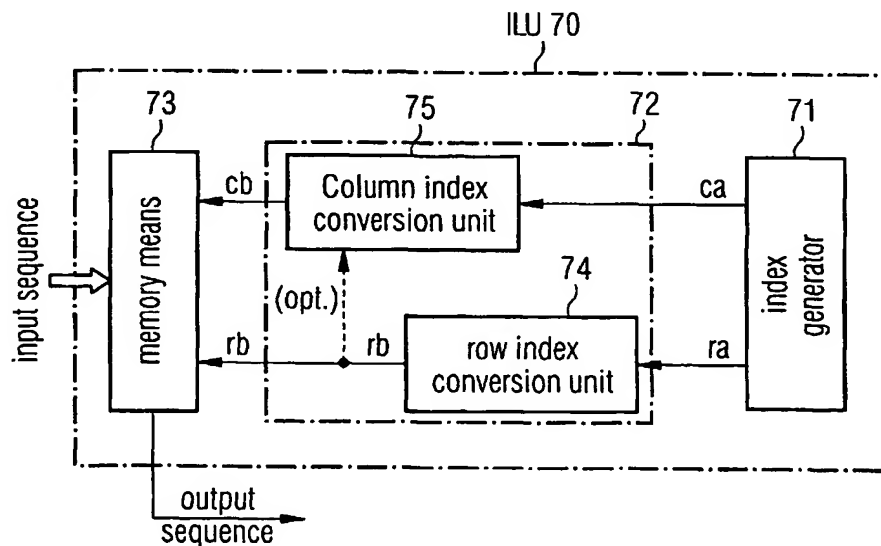 ILU 70
73
75
72
71
Column index
conversion unit
cb
ca
input sequence
memory means
(opt.)
74
index
generator
rb
rb
row index
conversion unit
ra
output
sequence